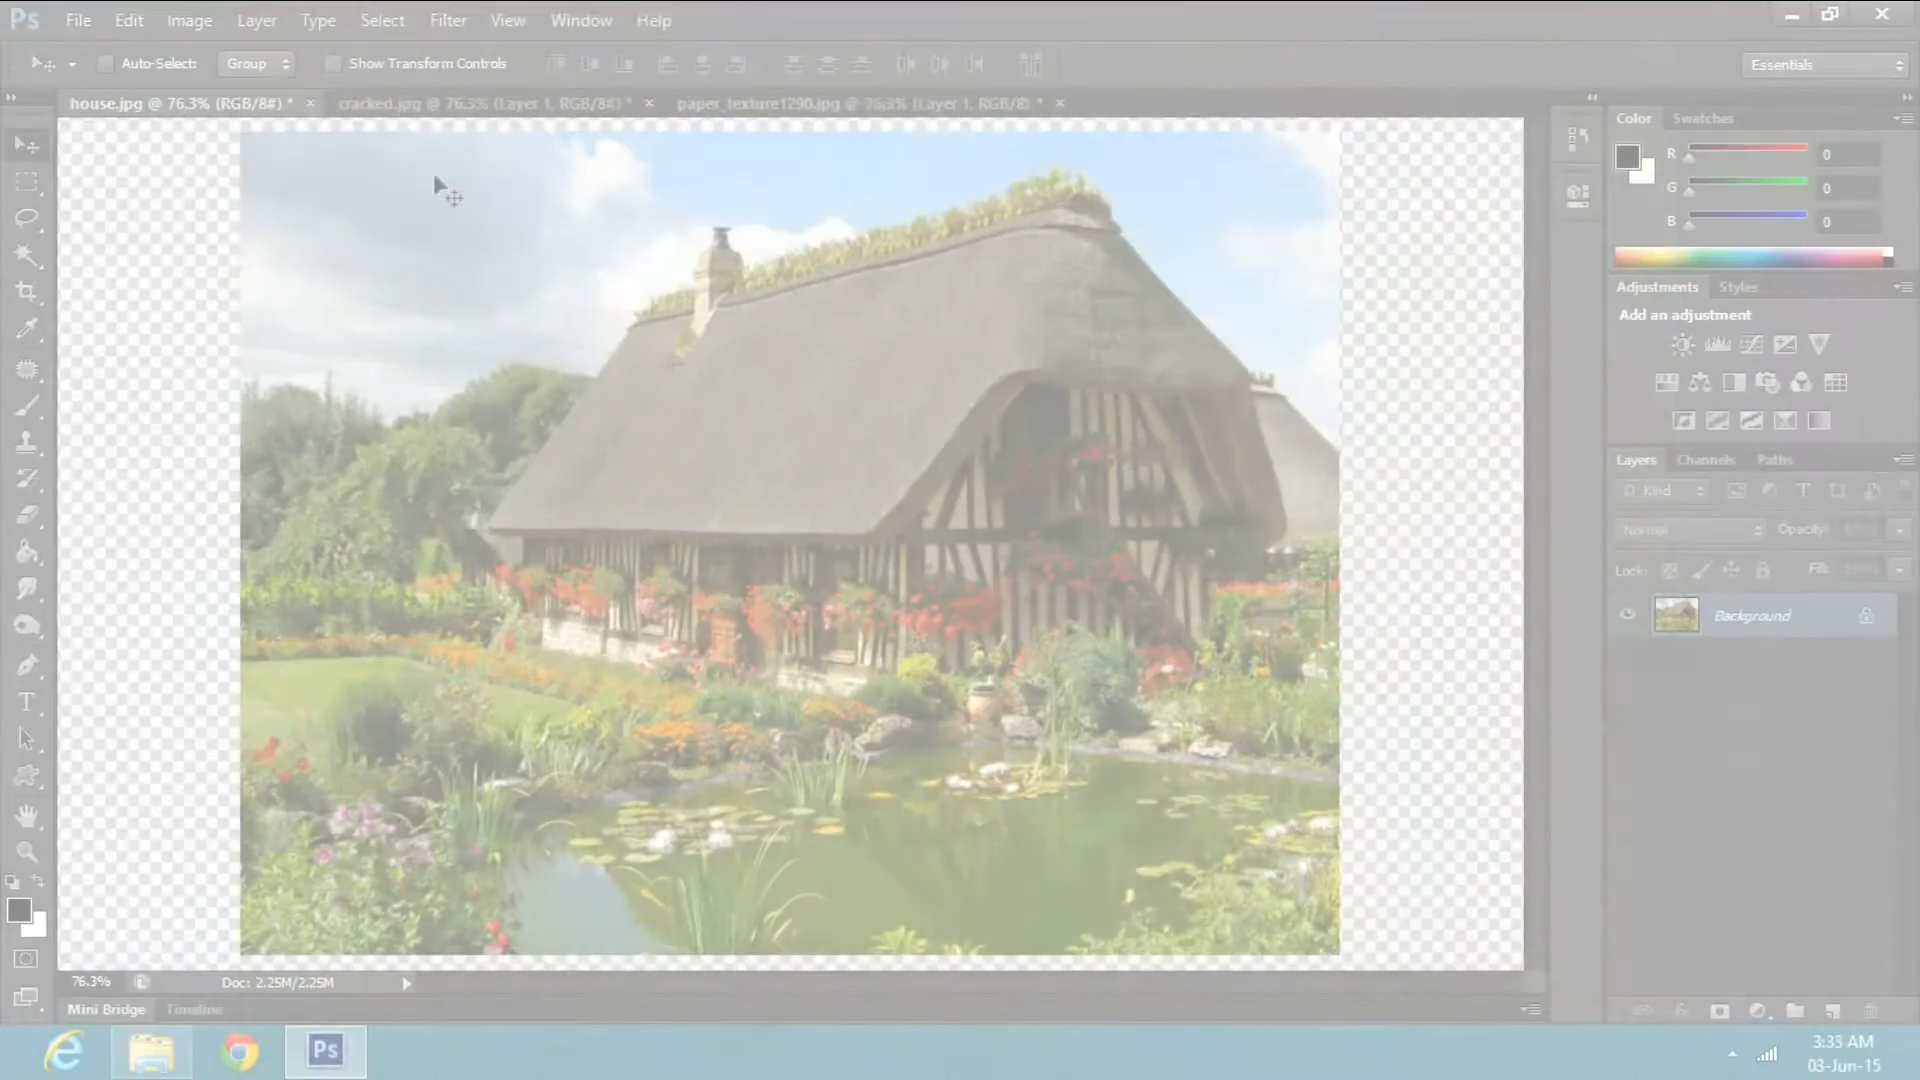 Ps File Edit Image Layer Type Select Filter View Window Help
Auto-Select: Group Show Transform Controls Essentials
house.jpg @ 76.3% (RGB/8#) * × cracked.jpg @ 76.3% (Layer 1, RGB/8#) * × paper_texture1290.jpg @ 76.3% (Layer 1, RGB/8) * ×
Color Swatches
R 0
G 0
B 0
Adjustments Styles
Add an adjustment
Layers Channels Paths
Kind
Normal Opacity:
Lock: Fill:
Background
T
76.3% Doc: 2.25M/2.25M
Mini Bridge Timeline
Ps
3:33 AM
03-Jun-15